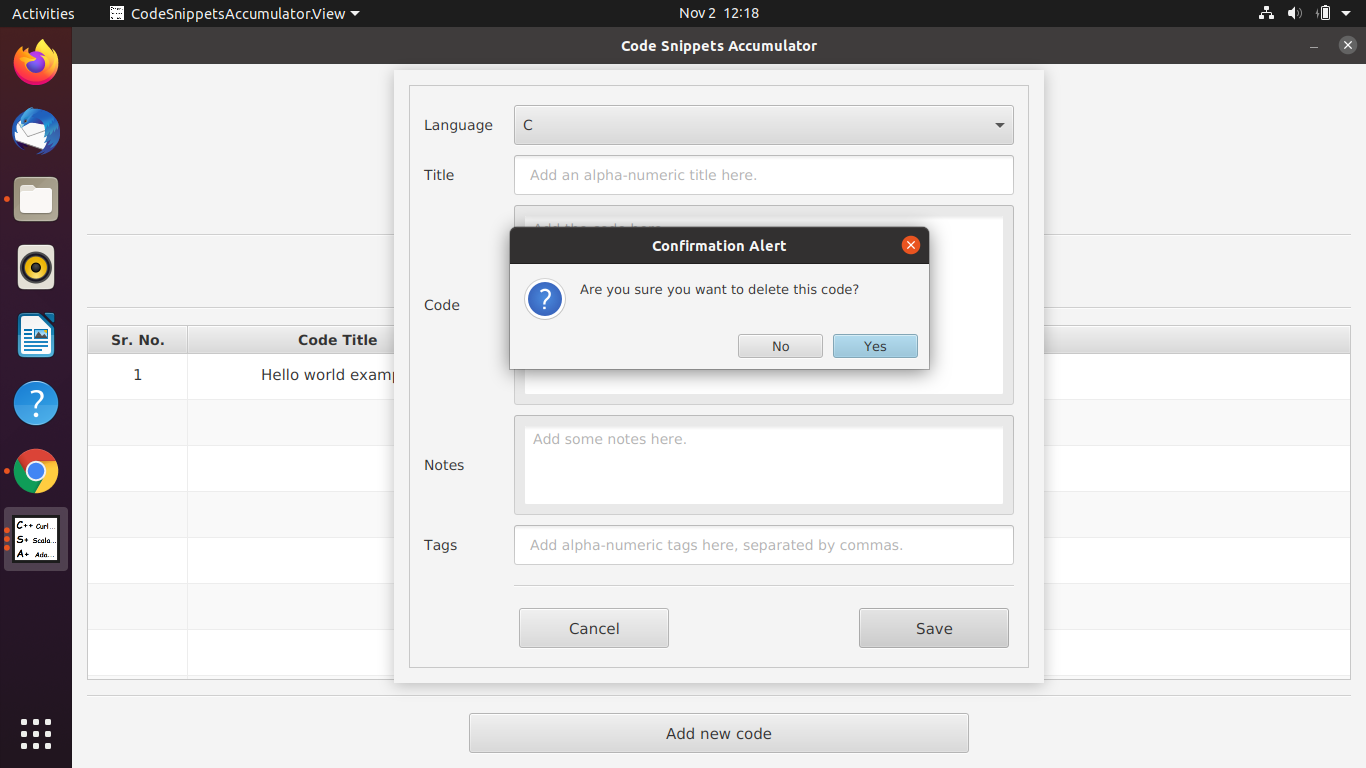 Activities
CodeSnippetsAccumulator.View
Nov 2 12:18
Code Snippets Accumulator
Language
C
Title
Add an alpha-numeric title here.
Confirmation Alert
Are you sure you want to delete this code?
No
Yes
Code
Sr. No.
Code Title
1
Hello world examp
Notes
Add some notes here.
C++ Curl...
S+ Scala...
A+ Ada...
Tags
Add alpha-numeric tags here, separated by commas.
Cancel
Save
Add new code